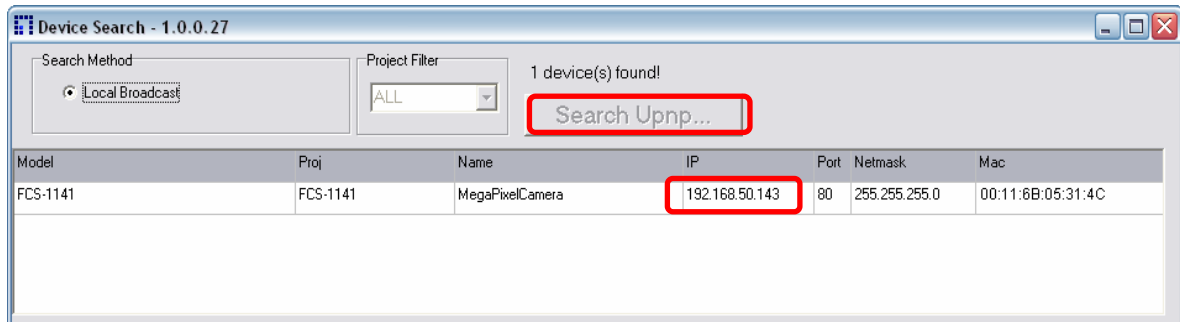 Device Search - 1.0.0.27
Search Method
Local Broadcast
Project Filter
ALL
1 device(s) found!
Search Upnp...
Model Proj Name IP Port Netmask Mac
FCS-1141 FCS-1141 MegaPixelCamera 192.168.50.143 80 255.255.255.0 00:11:6B:05:31:4C